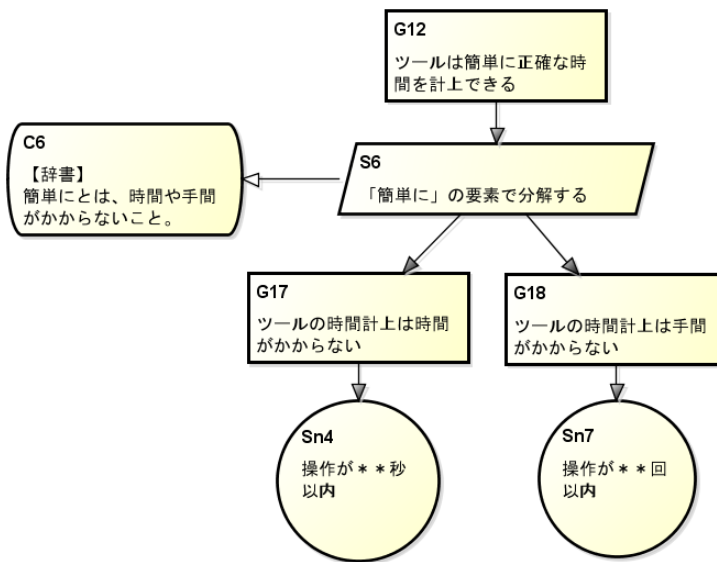 G12
ツールは簡単に正確な時
間を計上できる
C6
【辞書】
簡単にとは、時間や手間
がかからないこと。
S6
「簡単に」の要素で分解する
G17
ツールの時間計上は時間
がかからない
G18
ツールの時間計上は手間
がかからない
Sn4
操作が＊＊秒
以内
Sn7
操作が＊＊回
以内